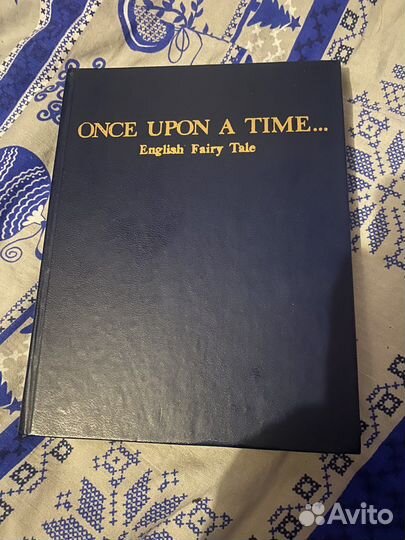 ONCE UPON A TIME...
English Fairy Tale
Avito